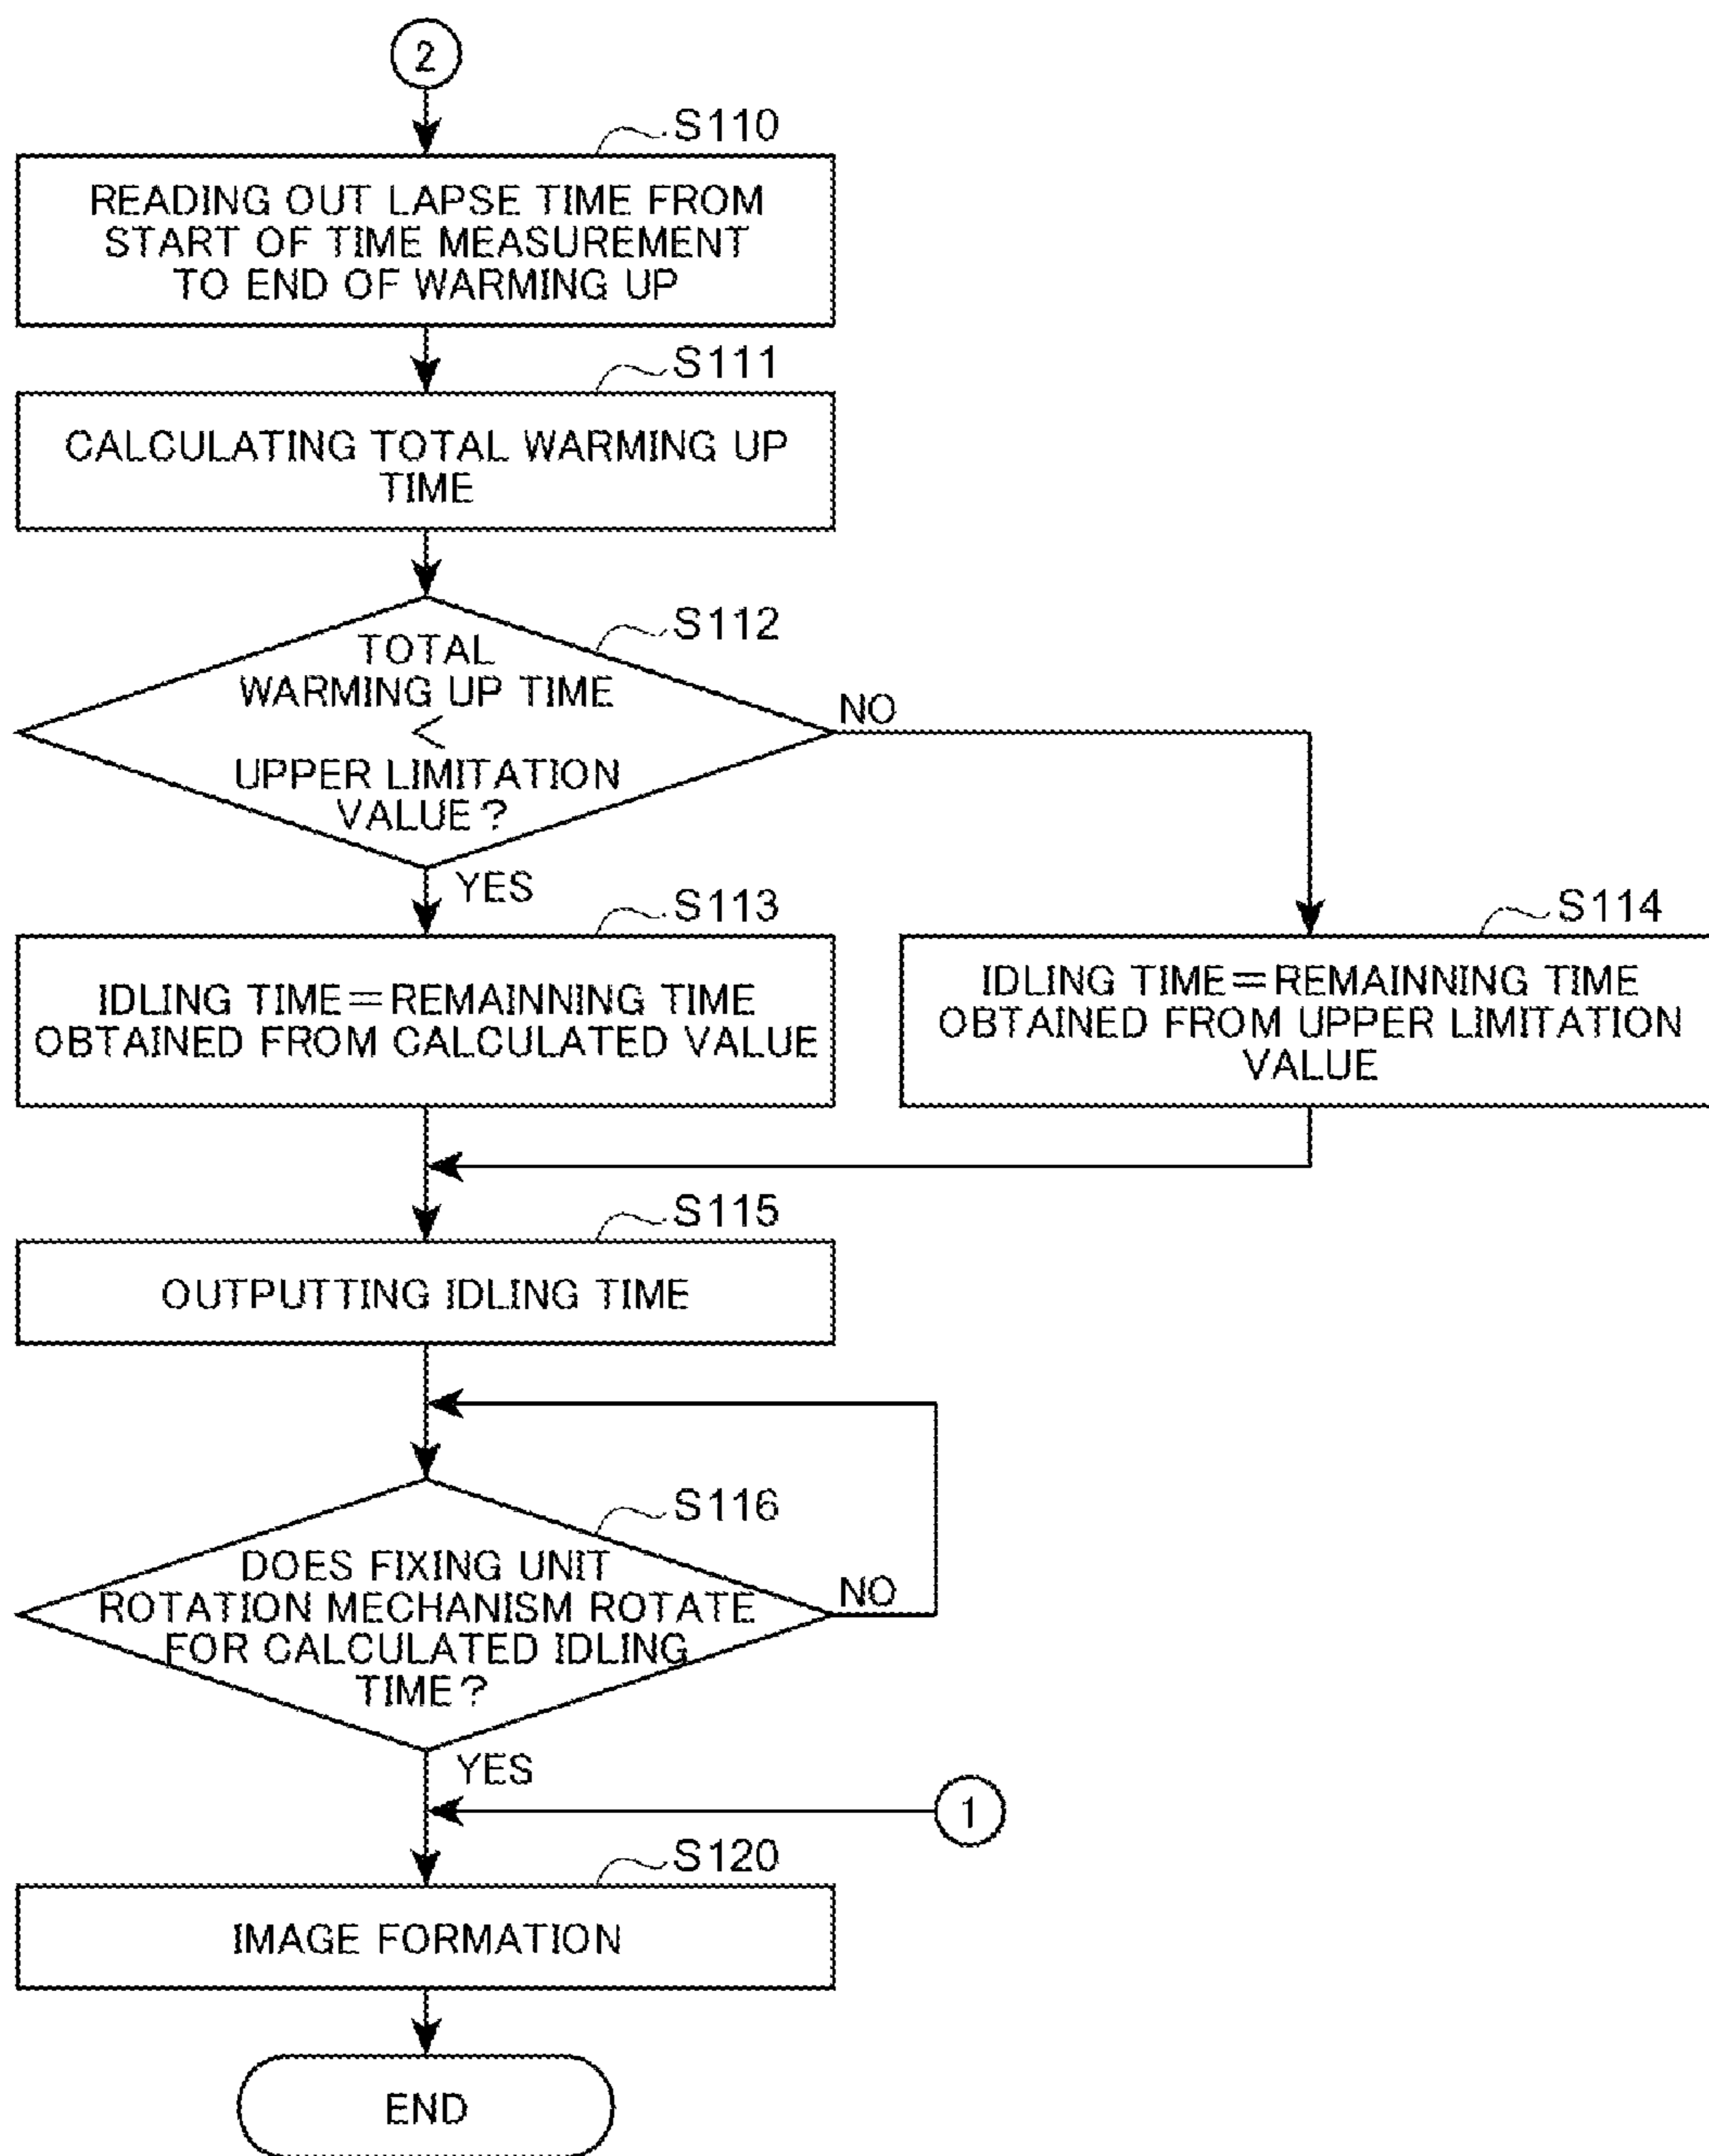 2
S110
READING OUT LAPSE TIME FROM
START OF TIME MEASUREMENT
TO END OF WARMING UP
S111
CALCULATING TOTAL WARMING UP
TIME
S112
TOTAL
WARMING UP TIME
<
UPPER LIMITATION
VALUE?
NO
YES
S113
IDLING TIME=REMAINNING TIME
OBTAINED FROM CALCULATED VALUE
S114
IDLING TIME=REMAINNING TIME
OBTAINED FROM UPPER LIMITATION
VALUE
S115
OUTPUTTING IDLING TIME
S116
DOES FIXING UNIT
ROTATION MECHANISM ROTATE
FOR CALCULATED IDLING
TIME?
NO
YES
1
S120
IMAGE FORMATION
END